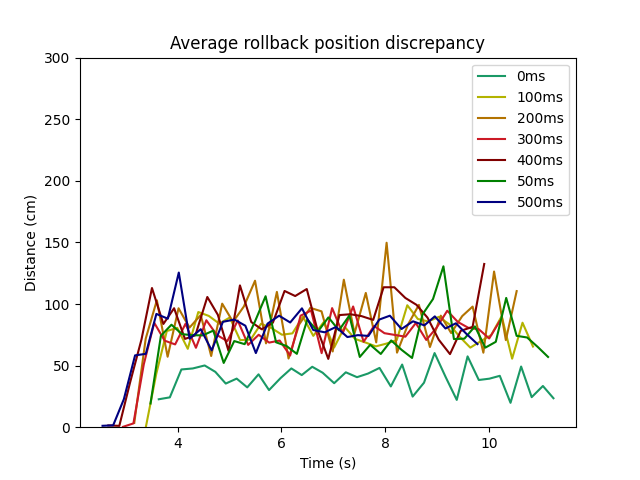 Average rollback position discrepancy
300
250
200
150
100
50
0
Distance (cm)
0ms
100ms
200ms
300ms
400ms
50ms
500ms
4
6
8
10
Time (s)